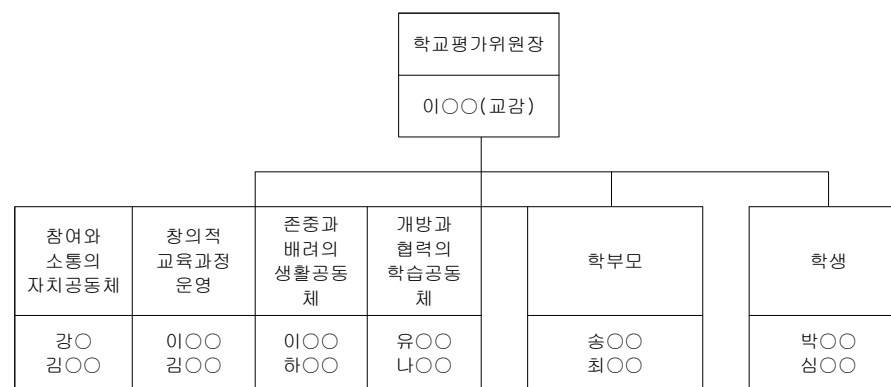 학교평가위원장
이○○(교감)
참여와
소통의
자치공동체
창의적
교육과정
운영
존중과
배려의
생활공동
체
개방과
협력의
학습공동
체
학부모
학생
강○
김○○
이○○
김○○
이○○
하○○
유○○
나○○
송○○
최○○
박○○
심○○